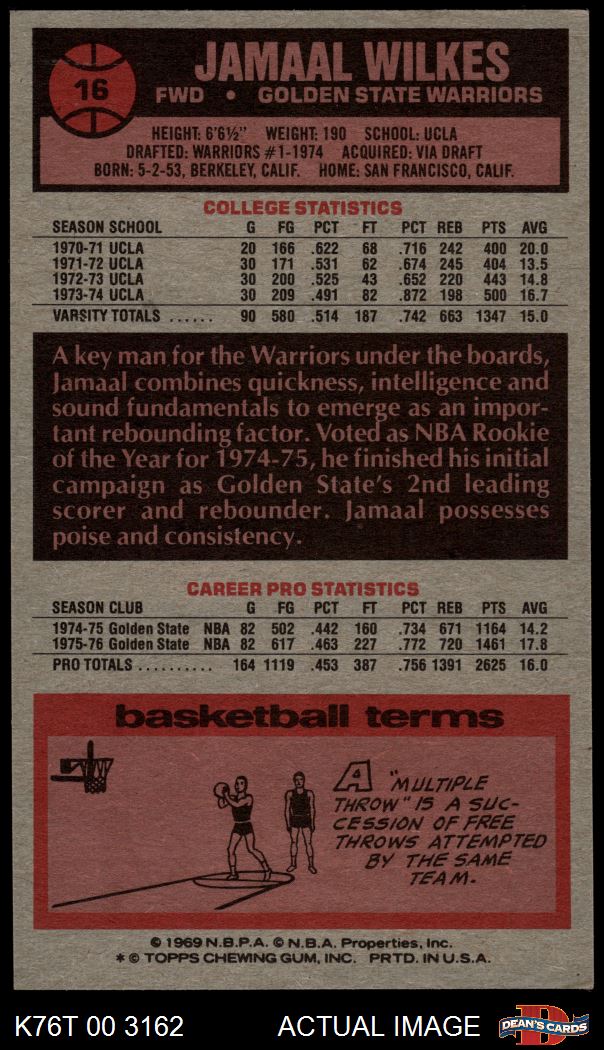 16
JAMAAL WILKES
FWD • GOLDEN STATE WARRIORS
HEIGHT: 6'6½" WEIGHT: 190 SCHOOL: UCLA
DRAFTED: WARRIORS #1-1974 ACQUIRED: VIA DRAFT
BORN: 5-2-53, BERKELEY, CALIF. HOME: SAN FRANCISCO, CALIF.
COLLEGE STATISTICS
SEASON SCHOOL G FG PCT FT PCT REB PTS AVG
1970-71 UCLA 20 166 .622 68 .716 242 400 20.0
1971-72 UCLA 30 171 .531 62 .674 245 404 13.5
1972-73 UCLA 30 200 .525 43 .652 220 443 14.8
1973-74 UCLA 30 209 .491 82 .872 198 500 16.7
VARSITY TOTALS ...... 90 580 .514 187 .742 663 1347 15.0
A key man for the Warriors under the boards,
Jamaal combines quickness, intelligence and
sound fundamentals to emerge as an impor-
tant rebounding factor. Voted as NBA Rookie
of the Year for 1974-75, he finished his initial
campaign as Golden State's 2nd leading
scorer and rebounder. Jamaal possesses
poise and consistency.
CAREER PRO STATISTICS
SEASON CLUB G FG PCT FT PCT REB PTS AVG
1974-75 Golden State NBA 82 502 .442 160 .734 671 1164 14.2
1975-76 Golden State NBA 82 617 .463 227 .772 720 1461 17.8
PRO TOTALS .......... 164 1119 .453 387 .756 1391 2625 16.0
basketball terms
A "MULTIPLE
THROW" IS A SUC-
CESSION OF FREE
THROWS ATTEMPTED
BY THE SAME
TEAM.
© 1969 N.B.P.A. © N.B.A. Properties, Inc.
* © TOPPS CHEWING GUM, INC. PRTD. IN U.S.A.
K76T 00 3162 ACTUAL IMAGE
D
DEAN'S CARDS